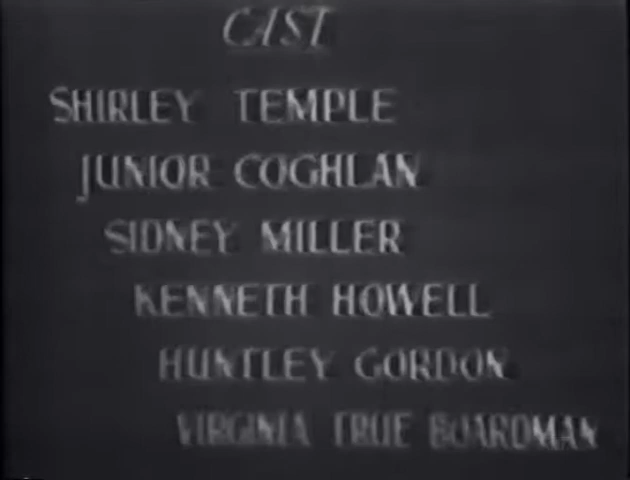 CAST
SHIRLEY TEMPLE
JUNIOR COGHLAN
SIDNEY MILLER
KENNETH HOWELL
HUNTLEY GORDON
VIRGINIA TRUE BOARDMAN